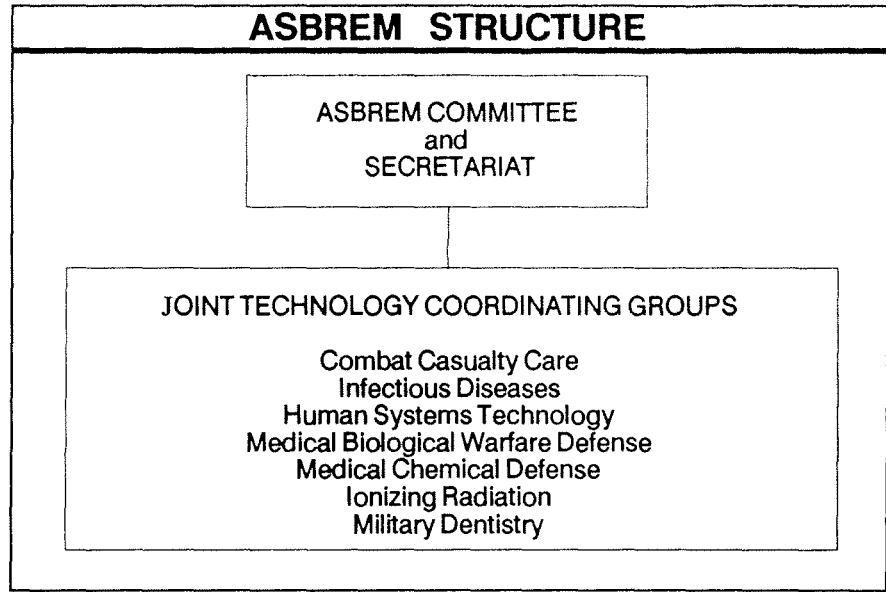 ASBREM STRUCTURE
ASBREM COMMITTEE
and
SECRETARIAT
JOINT TECHNOLOGY COORDINATING GROUPS
Combat Casualty Care
Infectious Diseases
Human Systems Technology
Medical Biological Warfare Defense
Medical Chemical Defense
Ionizing Radiation
Military Dentistry